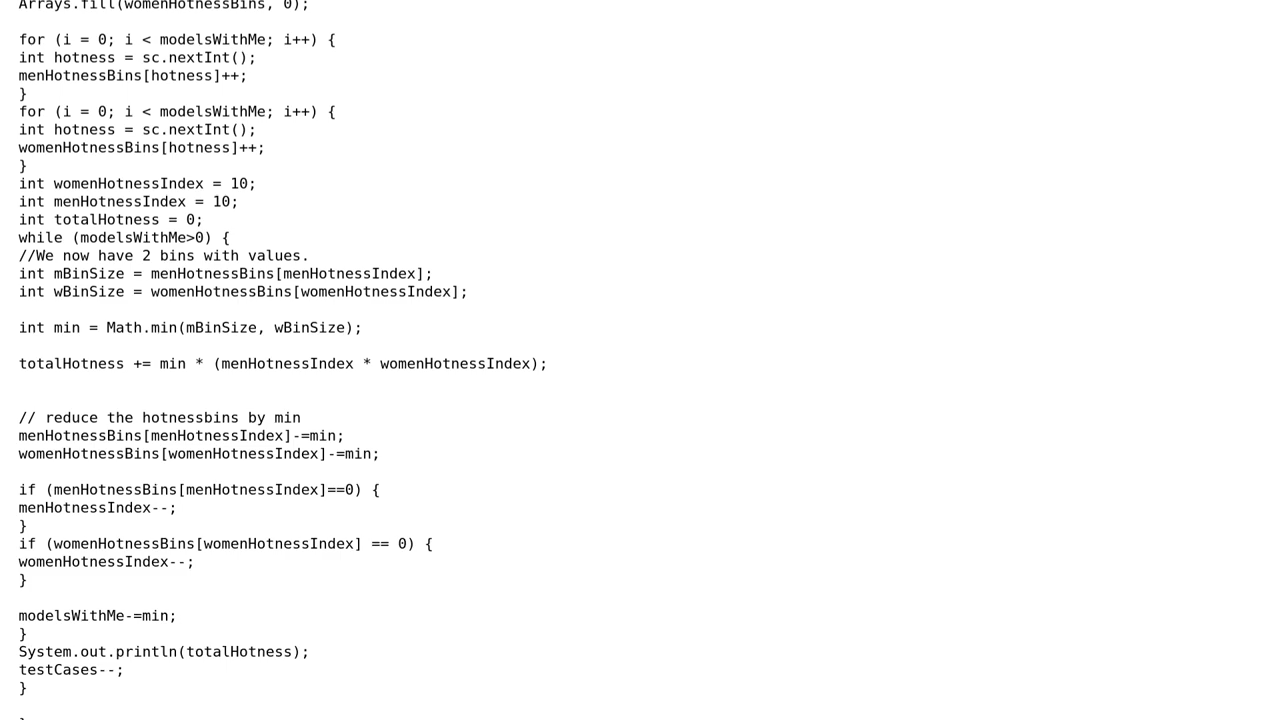 Arrays.fill(womenHotnessBins, 0);
for (i = 0; i < modelsWithMe; i++) {
int hotness = sc.nextInt();
menHotnessBins[hotness]++;
}
for (i = 0; i < modelsWithMe; i++) {
int hotness = sc.nextInt();
womenHotnessBins[hotness]++;
}
int womenHotnessIndex = 10;
int menHotnessIndex = 10;
int totalHotness = 0;
while (modelsWithMe>0) {
//We now have 2 bins with values.
int mBinSize = menHotnessBins[menHotnessIndex];
int wBinSize = womenHotnessBins[womenHotnessIndex];
int min = Math.min(mBinSize, wBinSize);
totalHotness += min * (menHotnessIndex * womenHotnessIndex);
// reduce the hotnessbins by min
menHotnessBins[menHotnessIndex]-=min;
womenHotnessBins[womenHotnessIndex]-=min;
if (menHotnessBins[menHotnessIndex]==0) {
menHotnessIndex--;
}
if (womenHotnessBins[womenHotnessIndex] == 0) {
womenHotnessIndex--;
}
modelsWithMe-=min;
}
System.out.println(totalHotness);
testCases--;
}
}